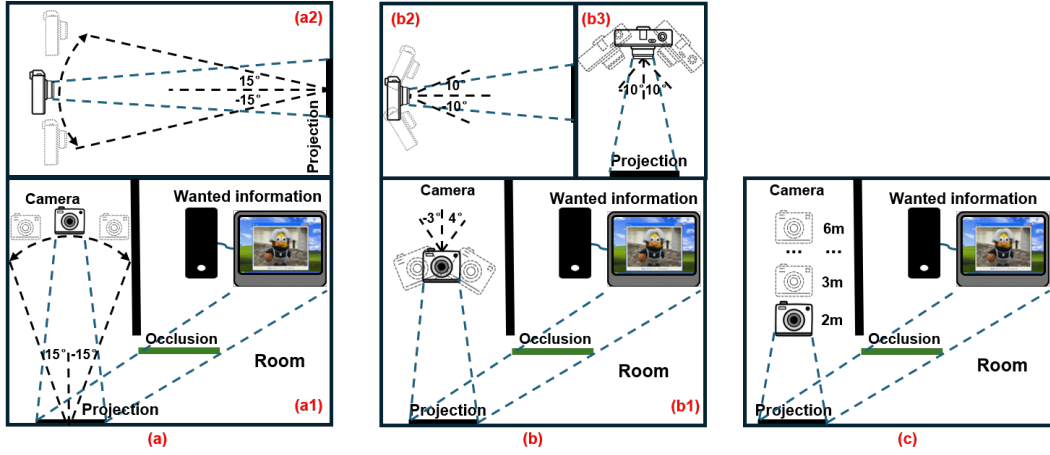 (a2)
15°
-15°
Projection
Camera
Wanted information
15°
-15°
Occlusion
Room
Projection
(a1)
(a)
(b2)
10°
-10°
(b3)
-10°
10°
Projection
Camera
-3°
4°
Wanted information
Occlusion
Room
Projection
(b1)
(b)
Camera
Wanted information
6m
... ...
3m
2m
Occlusion
Room
Projection
(c)